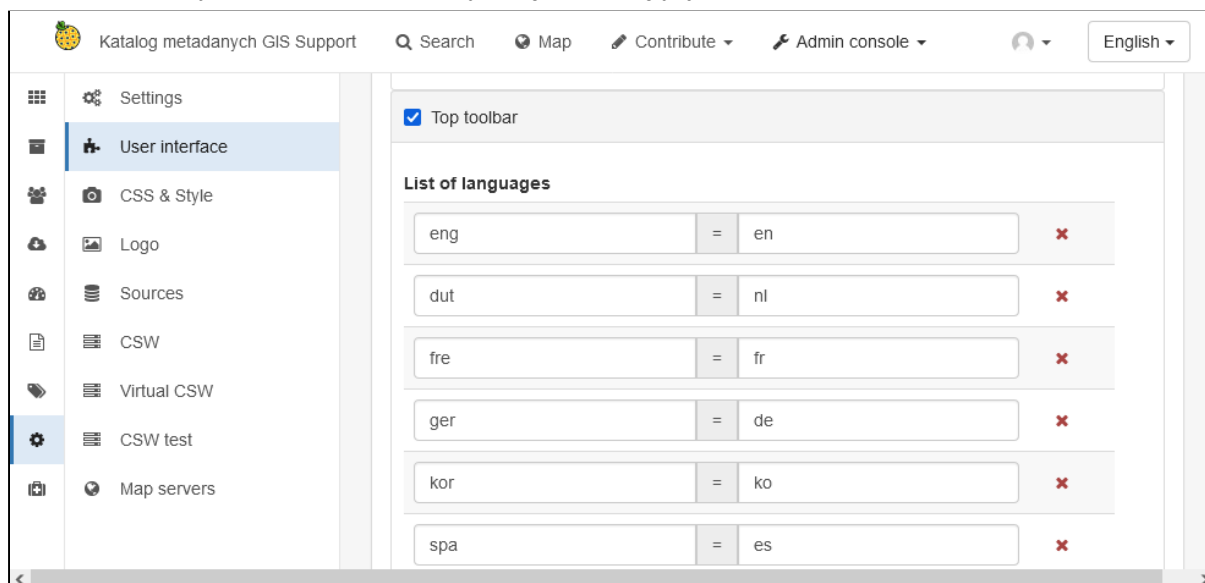 Katalog metadanych GIS Support Search Map Contribute Admin console English
Settings
User interface
CSS & Style
Logo
Sources
CSW
Virtual CSW
CSW test
Map servers
Top toolbar
List of languages
eng = en
dut = nl
fre = fr
ger = de
kor = ko
spa = es